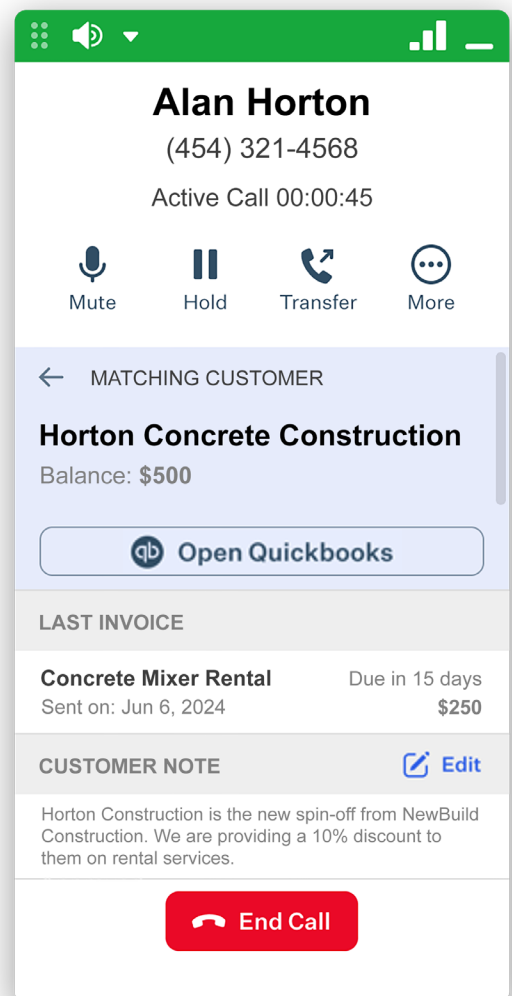 Alan Horton
(454) 321-4568
Active Call 00:00:45
Mute Hold Transfer More
MATCHING CUSTOMER
Horton Concrete Construction
Balance: $500
qb Open Quickbooks
LAST INVOICE
Concrete Mixer Rental Due in 15 days
Sent on: Jun 6, 2024 $250
CUSTOMER NOTE Edit
Horton Construction is the new spin-off from NewBuild
Construction. We are providing a 10% discount to
them on rental services.
End Call